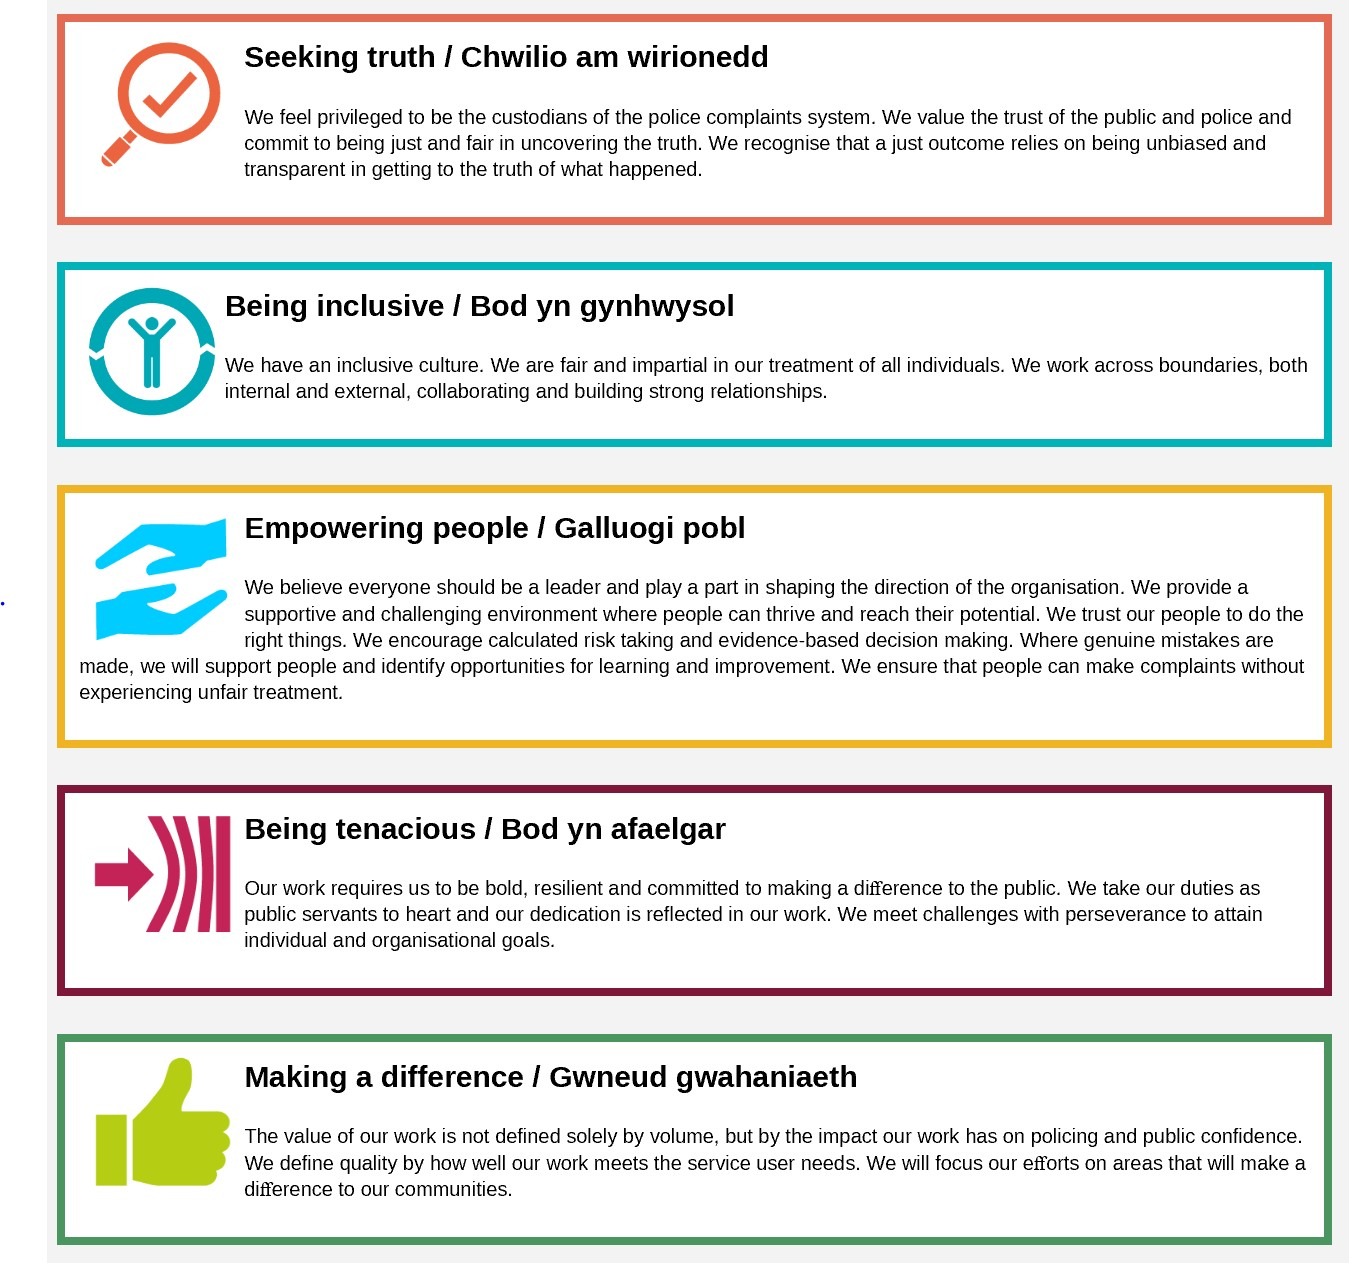 Seeking truth / Chwilio am wirionedd
We feel privileged to be the custodians of the police complaints system. We value the trust of the public and police and
commit to being just and fair in uncovering the truth. We recognise that a just outcome relies on being unbiased and
transparent in getting to the truth of what happened.
Being inclusive / Bod yn gynhwysol
We have an inclusive culture. We are fair and impartial in our treatment of all individuals. We work across boundaries, both
internal and external, collaborating and building strong relationships.
Empowering people / Galluogi pobl
We believe everyone should be a leader and play a part in shaping the direction of the organisation. We provide a
supportive and challenging environment where people can thrive and reach their potential. We trust our people to do the
right things. We encourage calculated risk taking and evidence-based decision making. Where genuine mistakes are
made, we will support people and identify opportunities for learning and improvement. We ensure that people can make complaints without
experiencing unfair treatment.
Being tenacious / Bod yn afaelgar
Our work requires us to be bold, resilient and committed to making a difference to the public. We take our duties as
public servants to heart and our dedication is reflected in our work. We meet challenges with perseverance to attain
individual and organisational goals.
Making a difference / Gwneud gwahaniaeth
The value of our work is not defined solely by volume, but by the impact our work has on policing and public confidence.
We define quality by how well our work meets the service user needs. We will focus our efforts on areas that will make a
difference to our communities.